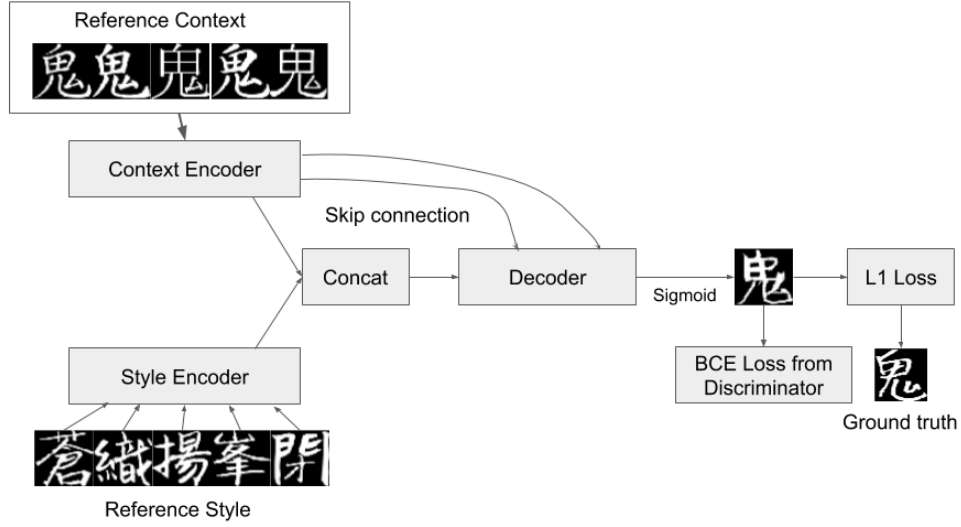 Reference Context
鬼鬼鬼鬼鬼
Context Encoder
Skip connection
Concat
Decoder
Sigmoid
鬼
L1 Loss
Style Encoder
BCE Loss from
Discriminator
鬼
Ground truth
蒼織揚峯閉
Reference Style